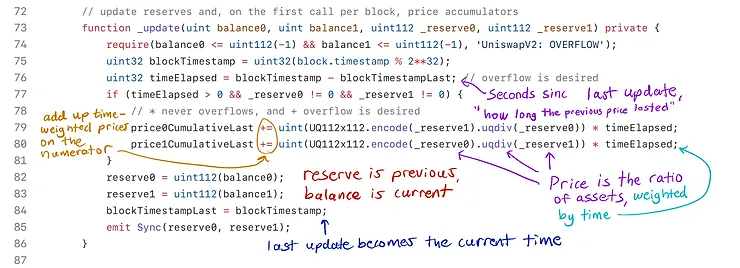 72 // update reserves and, on the first call per block, price accumulators
73 function _update(uint balance0, uint balance1, uint112 _reserve0, uint112 _reserve1) private {
74 require(balance0 <= uint112(-1) && balance1 <= uint112(-1), 'UniswapV2: OVERFLOW');
75 uint32 blockTimestamp = uint32(block.timestamp % 2**32);
76 uint32 timeElapsed = blockTimestamp - blockTimestampLast; // overflow is desired
77 if (timeElapsed > 0 && _reserve0 != 0 && _reserve1 != 0) {
Seconds sinc last update,
"how long the previous price lasted"
78 // * never overflows, and + overflow is desired
add up time-
weighted prices
on the
numerator
79 price0CumulativeLast += uint(UQ112x112.encode(_reserve1).uqdiv(_reserve0)) * timeElapsed;
80 price1CumulativeLast += uint(UQ112x112.encode(_reserve0).uqdiv(_reserve1)) * timeElapsed;
81 }
82 reserve0 = uint112(balance0);
83 reserve1 = uint112(balance1);
reserve is previous,
balance is current
Price is the ratio
of assets, weighted
by time
84 blockTimestampLast = blockTimestamp;
85 emit Sync(reserve0, reserve1);
last update becomes the current time
86 }
87